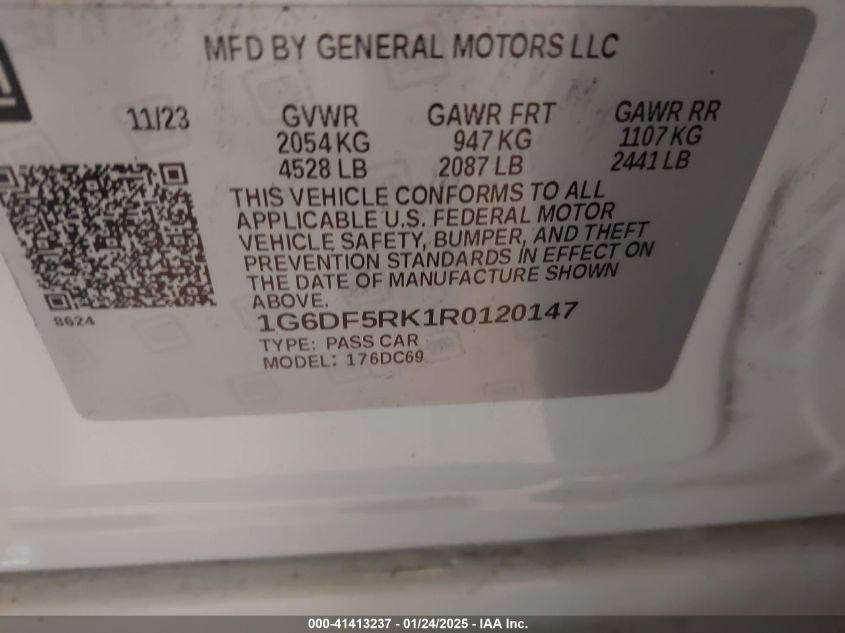 MFD BY GENERAL MOTORS LLC
11/23 GVWR GAWR FRT GAWR RR
2054 KG 947 KG 1107 KG
4528 LB 2087 LB 2441 LB
THIS VEHICLE CONFORMS TO ALL
APPLICABLE U.S. FEDERAL MOTOR
VEHICLE SAFETY, BUMPER, AND THEFT
PREVENTION STANDARDS IN EFFECT ON
THE DATE OF MANUFACTURE SHOWN
ABOVE.
8624
1G6DF5RK1R0120147
TYPE: PASS CAR
MODEL: 176DC69
000-41413237 - 01/24/2025 - IAA Inc.